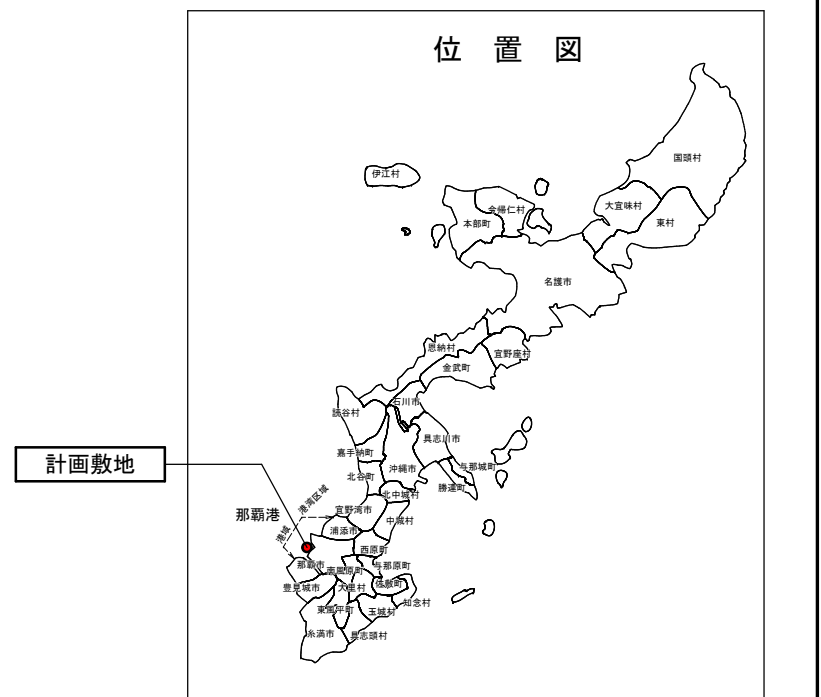 位 置 図
国頭村
伊江村
大宜味村
今帰仁村
本部町
東村
名護市
恩納村
宜野座村
金武町
石川市
読谷村
具志川市
嘉手納町
計画敷地
沖縄市
与那城町
北谷町
勝連町
北中城村
港湾区域
宜野湾市
那覇港
中城村
浦添市
港域
西原町
那覇市
与那原町
南風原町
佐敷町
豊見城市
大里村
知念村
東風平町
玉城村
糸満市
具志頭村